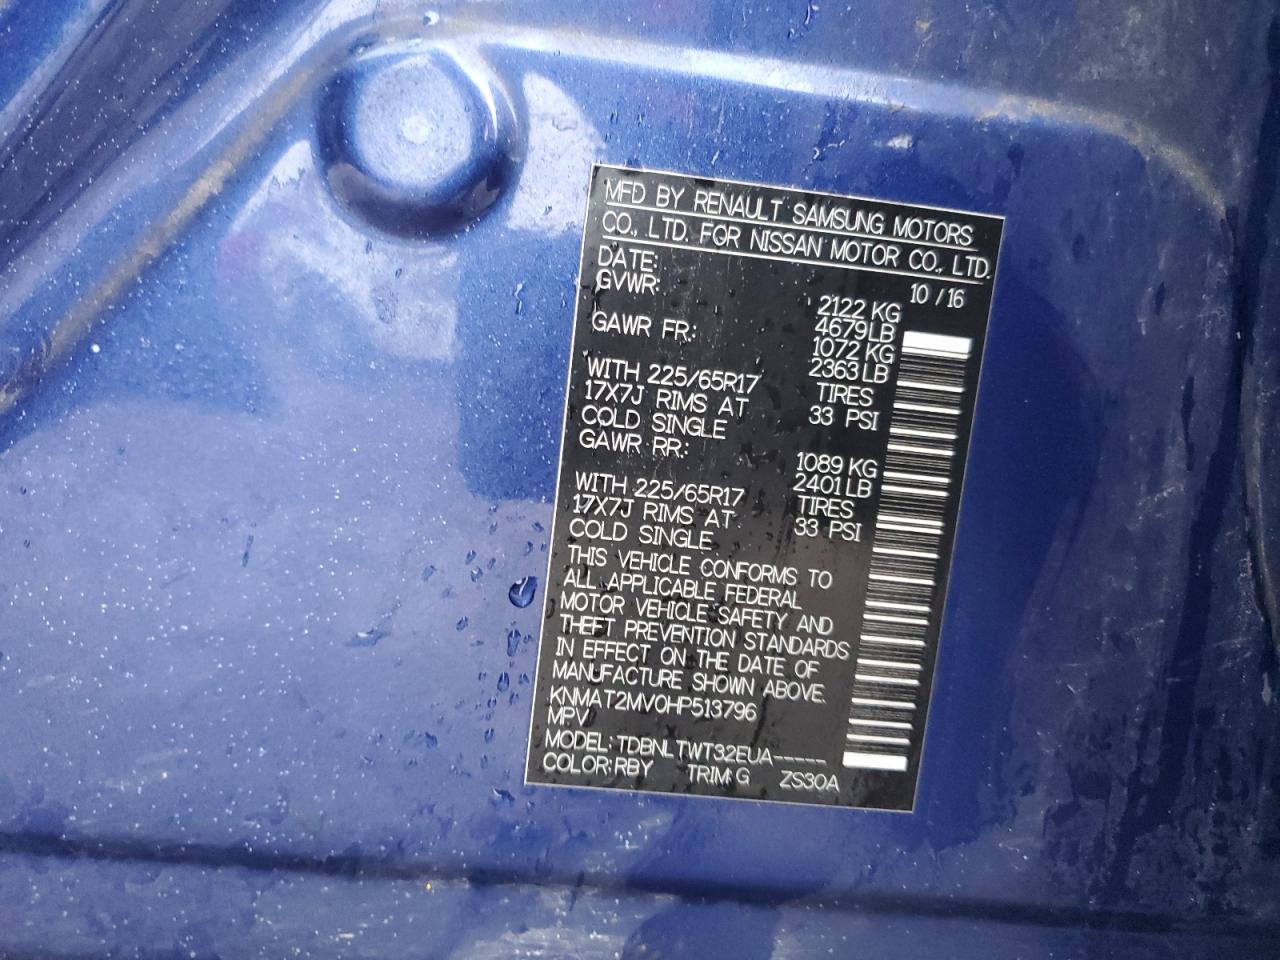 MFD BY RENAULT SAMSUNG MOTORS
CO., LTD. FOR NISSAN MOTOR CO., LTD.
DATE: 10 / 16
GVWR: 2122 KG
4679 LB
GAWR FR: 1072 KG
2363 LB
WITH 225/65R17 TIRES
17X7J RIMS AT 33 PSI
COLD SINGLE
GAWR RR: 1089 KG
2401 LB
WITH 225/65R17 TIRES
17X7J RIMS AT 33 PSI
COLD SINGLE
THIS VEHICLE CONFORMS TO
ALL APPLICABLE FEDERAL
MOTOR VEHICLE SAFETY AND
THEFT PREVENTION STANDARDS
IN EFFECT ON THE DATE OF
MANUFACTURE SHOWN ABOVE.
KNMAT2MV0HP513796
MPV
MODEL: TDBNLTWT32EUA-----
COLOR: RBY TRIM: G ZS30A